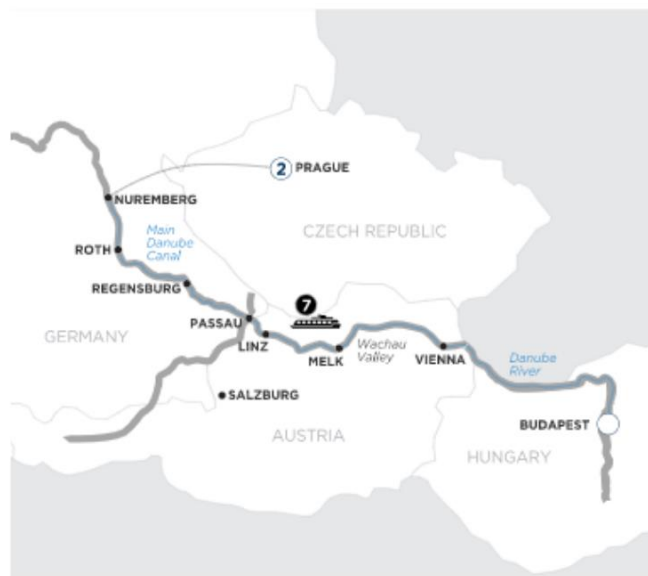 2 PRAGUE
NUREMBERG
CZECH REPUBLIC
Main
Danube
Canal
ROTH
REGENSBURG
7
PASSAU
GERMANY
LINZ
MELK
Wachau
Valley
VIENNA
Danube
River
SALZBURG
BUDAPEST
AUSTRIA
HUNGARY